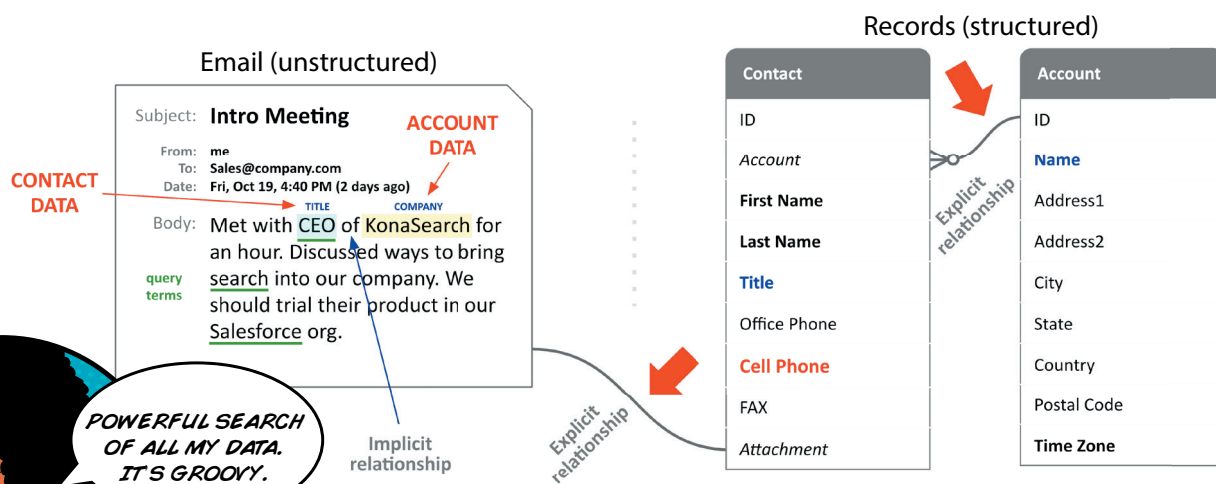 Records (structured)
Email (unstructured)
Subject: Intro Meeting
From: me
To: Sales@company.com
Date: Fri, Oct 19, 4:40 PM (2 days ago)
CONTACT
DATA
ACCOUNT
DATA
TITLE
COMPANY
Body: Met with CEO of KonaSearch for
an hour. Discussed ways to bring
search into our company. We
should trial their product in our
Salesforce org.
query
terms
POWERFUL SEARCH
OF ALL MY DATA.
IT'S GROOVY.
Implicit
relationship
Explicit
relationship
Contact
ID
Account
First Name
Last Name
Title
Office Phone
Cell Phone
FAX
Attachment
Explicit
relationship
Account
ID
Name
Address1
Address2
City
State
Country
Postal Code
Time Zone